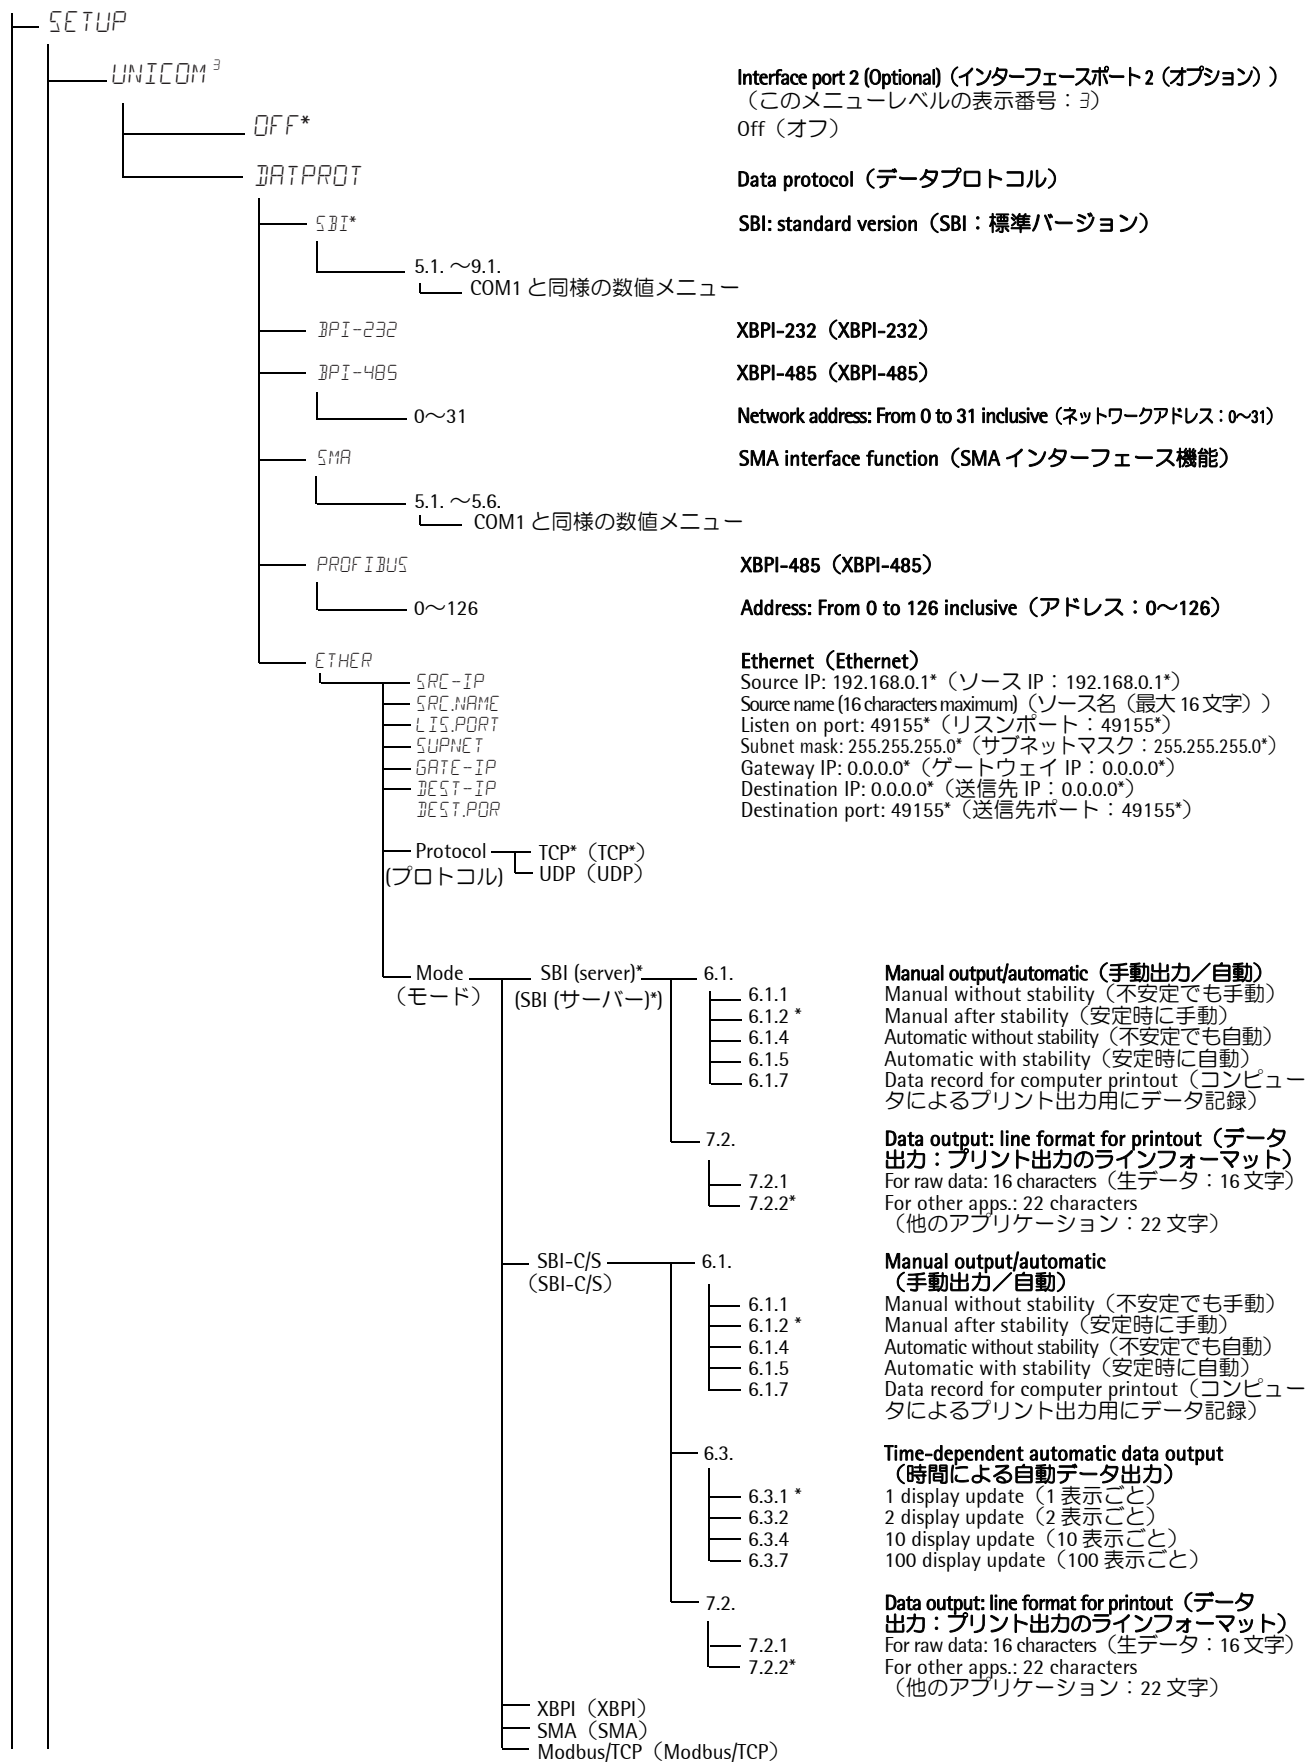 SETUP
UNICOM 3 Interface port 2 (Optional)（インターフェースポート2（オプション））
（このメニューレベルの表示番号：3）
OFF* Off（オフ）
DATPROT Data protocol（データプロトコル）
SBI* SBI: standard version（SBI：標準バージョン）
5.1. ～9.1.
COM1 と同様の数値メニュー
BPI-232 XBPI-232（XBPI-232）
BPI-485 XBPI-485（XBPI-485）
0～31 Network address: From 0 to 31 inclusive（ネットワークアドレス：0～31）
SMA SMA interface function（SMA インターフェース機能）
5.1. ～5.6.
COM1 と同様の数値メニュー
PROFIBUS XBPI-485（XBPI-485）
0～126 Address: From 0 to 126 inclusive（アドレス：0～126）
ETHER Ethernet（Ethernet）
SRC-IP Source IP: 192.168.0.1*（ソース IP：192.168.0.1*）
SRC.NAME Source name (16 characters maximum)（ソース名（最大 16 文字））
LIS.PORT Listen on port: 49155*（リスンポート：49155*）
SUPNET Subnet mask: 255.255.255.0*（サブネットマスク：255.255.255.0*）
GATE-IP Gateway IP: 0.0.0.0*（ゲートウェイ IP：0.0.0.0*）
DEST-IP Destination IP: 0.0.0.0*（送信先 IP：0.0.0.0*）
DEST.POR Destination port: 49155*（送信先ポート：49155*）
Protocol TCP*（TCP*）
(プロトコル) UDP（UDP）
Mode SBI (server)* 6.1. Manual output/automatic（手動出力／自動）
（モード） (SBI (サーバー)*) 6.1.1 Manual without stability（不安定でも手動）
6.1.2 * Manual after stability（安定時に手動）
6.1.4 Automatic without stability（不安定でも自動）
6.1.5 Automatic with stability（安定時に自動）
6.1.7 Data record for computer printout（コンピュー
タによるプリント出力用にデータ記録）
7.2. Data output: line format for printout（データ
出力：プリント出力のラインフォーマット）
7.2.1 For raw data: 16 characters（生データ：16 文字）
7.2.2* For other apps.: 22 characters
（他のアプリケーション：22 文字）
SBI-C/S 6.1. Manual output/automatic
（SBI-C/S） （手動出力／自動）
6.1.1 Manual without stability（不安定でも手動）
6.1.2 * Manual after stability（安定時に手動）
6.1.4 Automatic without stability（不安定でも自動）
6.1.5 Automatic with stability（安定時に自動）
6.1.7 Data record for computer printout（コンピュー
タによるプリント出力用にデータ記録）
6.3. Time-dependent automatic data output
（時間による自動データ出力）
6.3.1 * 1 display update（1 表示ごと）
6.3.2 2 display update（2 表示ごと）
6.3.4 10 display update（10 表示ごと）
6.3.7 100 display update（100 表示ごと）
7.2. Data output: line format for printout（データ
出力：プリント出力のラインフォーマット）
7.2.1 For raw data: 16 characters（生データ：16 文字）
7.2.2* For other apps.: 22 characters
（他のアプリケーション：22 文字）
XBPI（XBPI）
SMA（SMA）
Modbus/TCP（Modbus/TCP）